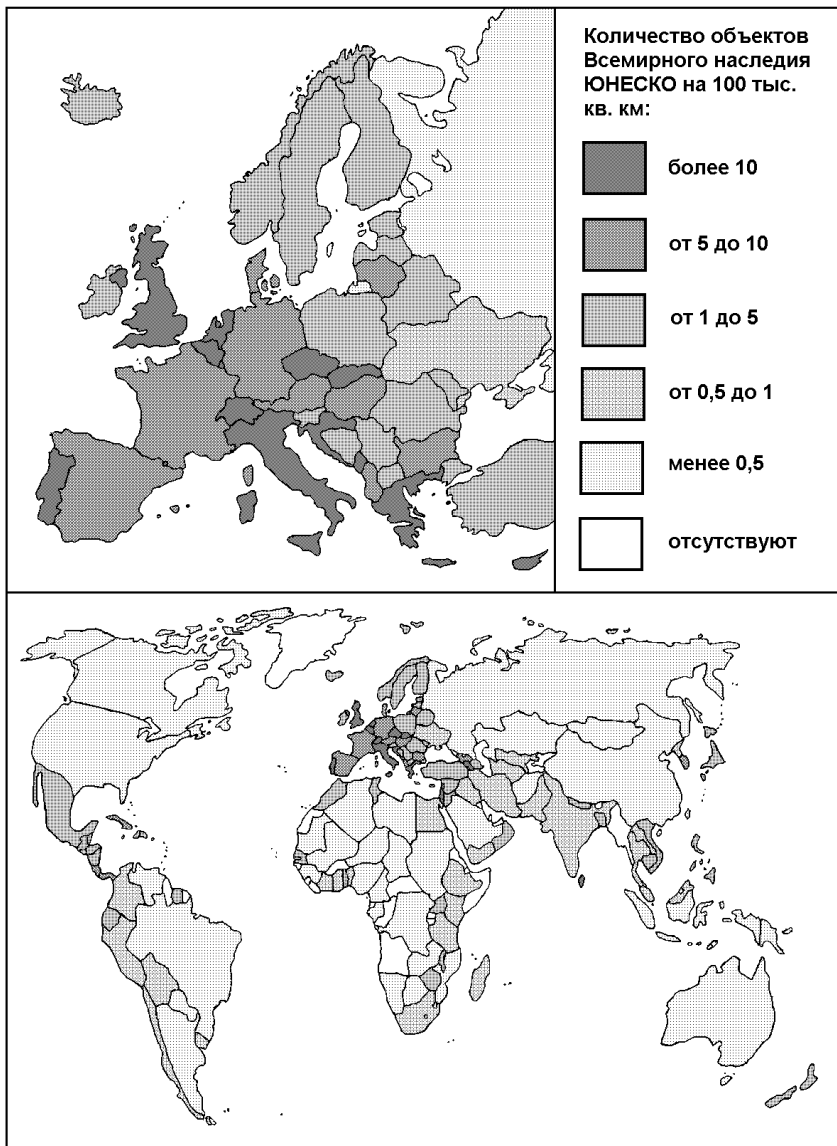 Количество объектов
Всемирного наследия
ЮНЕСКО на 100 тыс.
кв. км:
более 10
от 5 до 10
от 1 до 5
от 0,5 до 1
менее 0,5
отсутствуют